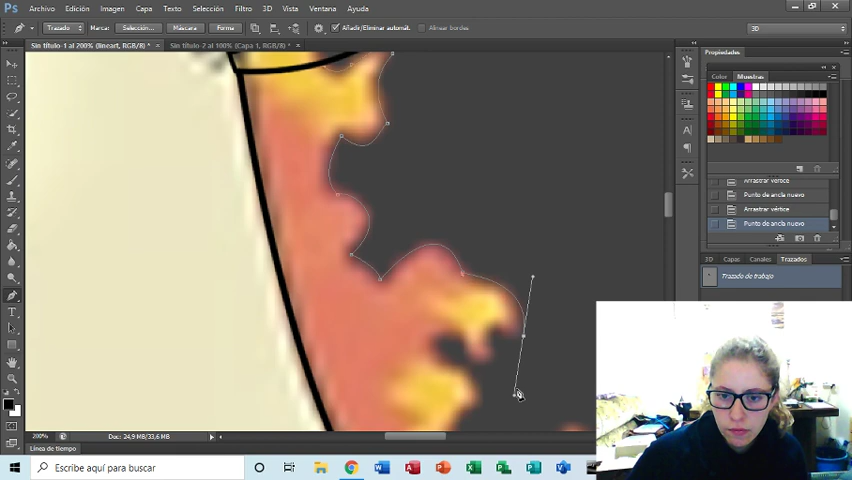 Ps Archivo Edición Imagen Capa Texto Selección Filtro 3D Vista Ventana Ayuda
Trazado Marca: Selección... Máscara Forma Añadir/Eliminar automát. Alinear bordes 3D
Sin título-1 al 200% (lineart, RGB/8) * × Sin título-2 al 100% (Capa 1, RGB/8) * ×
Propiedades
Color Muestras
Arrastrar vértice
Punto de ancla nuevo
Arrastrar vértice
Punto de ancla nuevo
3D Capas Canales Trazados
Trazado de trabajo
200% Doc: 24,9 MB/33,6 MB
Línea de tiempo
Escribe aquí para buscar